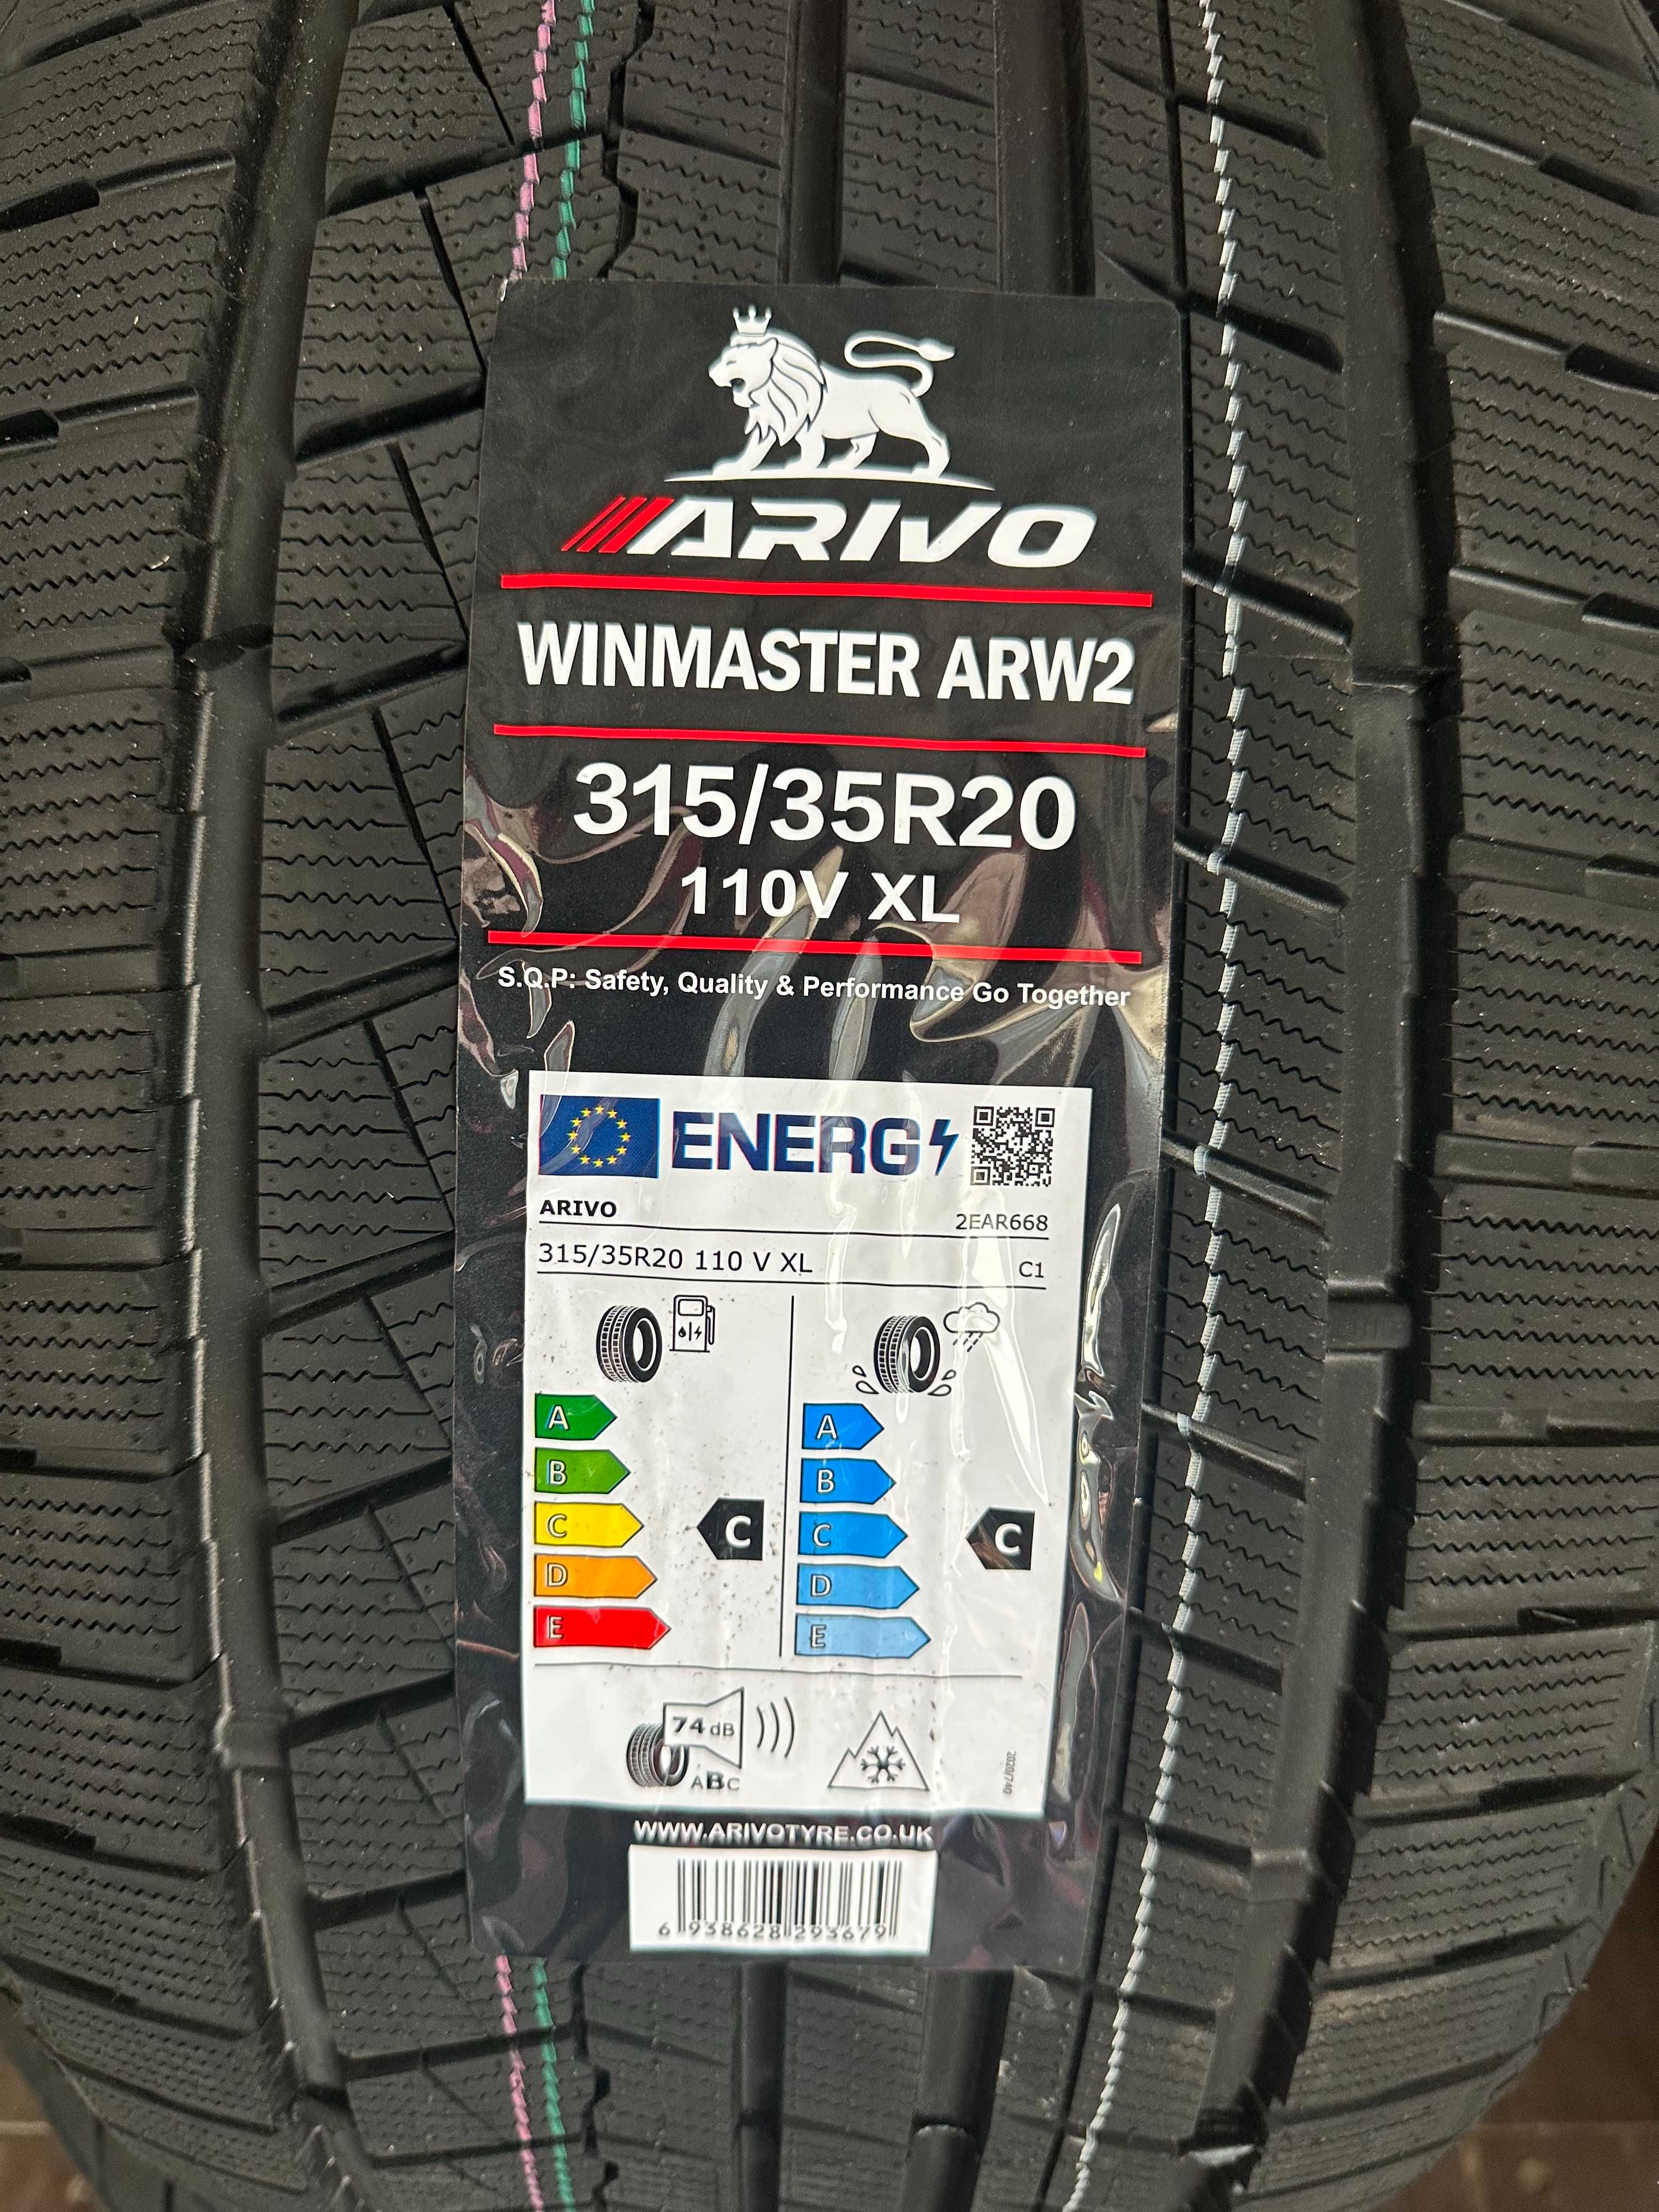 ARIVO
WINMASTER ARW2
315/35R20
110V XL
S.Q.P: Safety, Quality & Performance Go Together
ENERG
ARIVO 2EAR668
315/35R20 110 V XL C1
A A
B B
C C C C
D D
E E
74 dB
ABC
2020/740
WWW.ARIVOTYRE.CO.UK
6 938628 293679